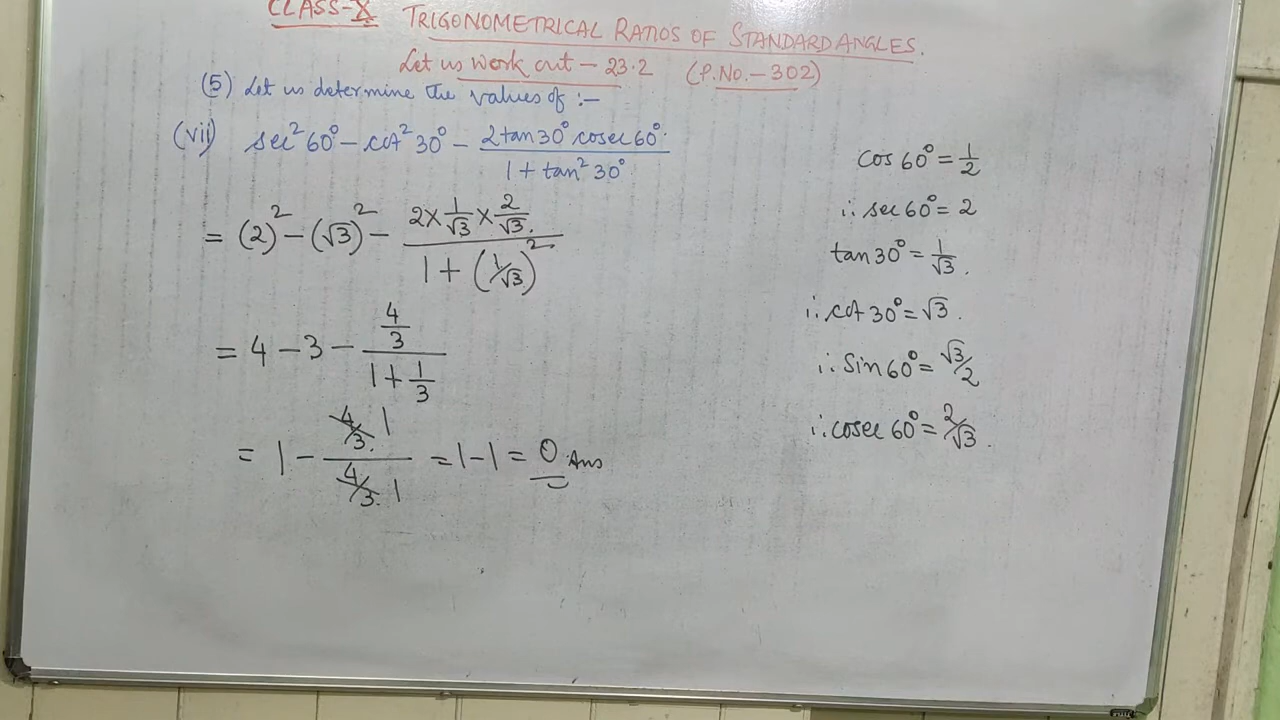 CLASS-X TRIGONOMETRICAL RATIOS OF STANDARD ANGLES.
Let us work out – 23.2 (P.No. – 302)
(5) Let us determine the values of :–
(vii) sec²60° – cot²30° – (2tan30° cosec60°)/(1 + tan²30°)
= (2)² – (√3)² – (2 × 1/√3 × 2/√3)/(1 + (1/√3)²)
= 4 – 3 – (4/3)/(1 + 1/3)
= 1 – (4/3 1)/(4/3 1) = 1 – 1 = 0 Ans
cos 60° = 1/2
∴ sec 60° = 2
tan 30° = 1/√3.
∴ cot 30° = √3.
∴ Sin 60° = √3/2
∴ cosec 60° = 2/√3.